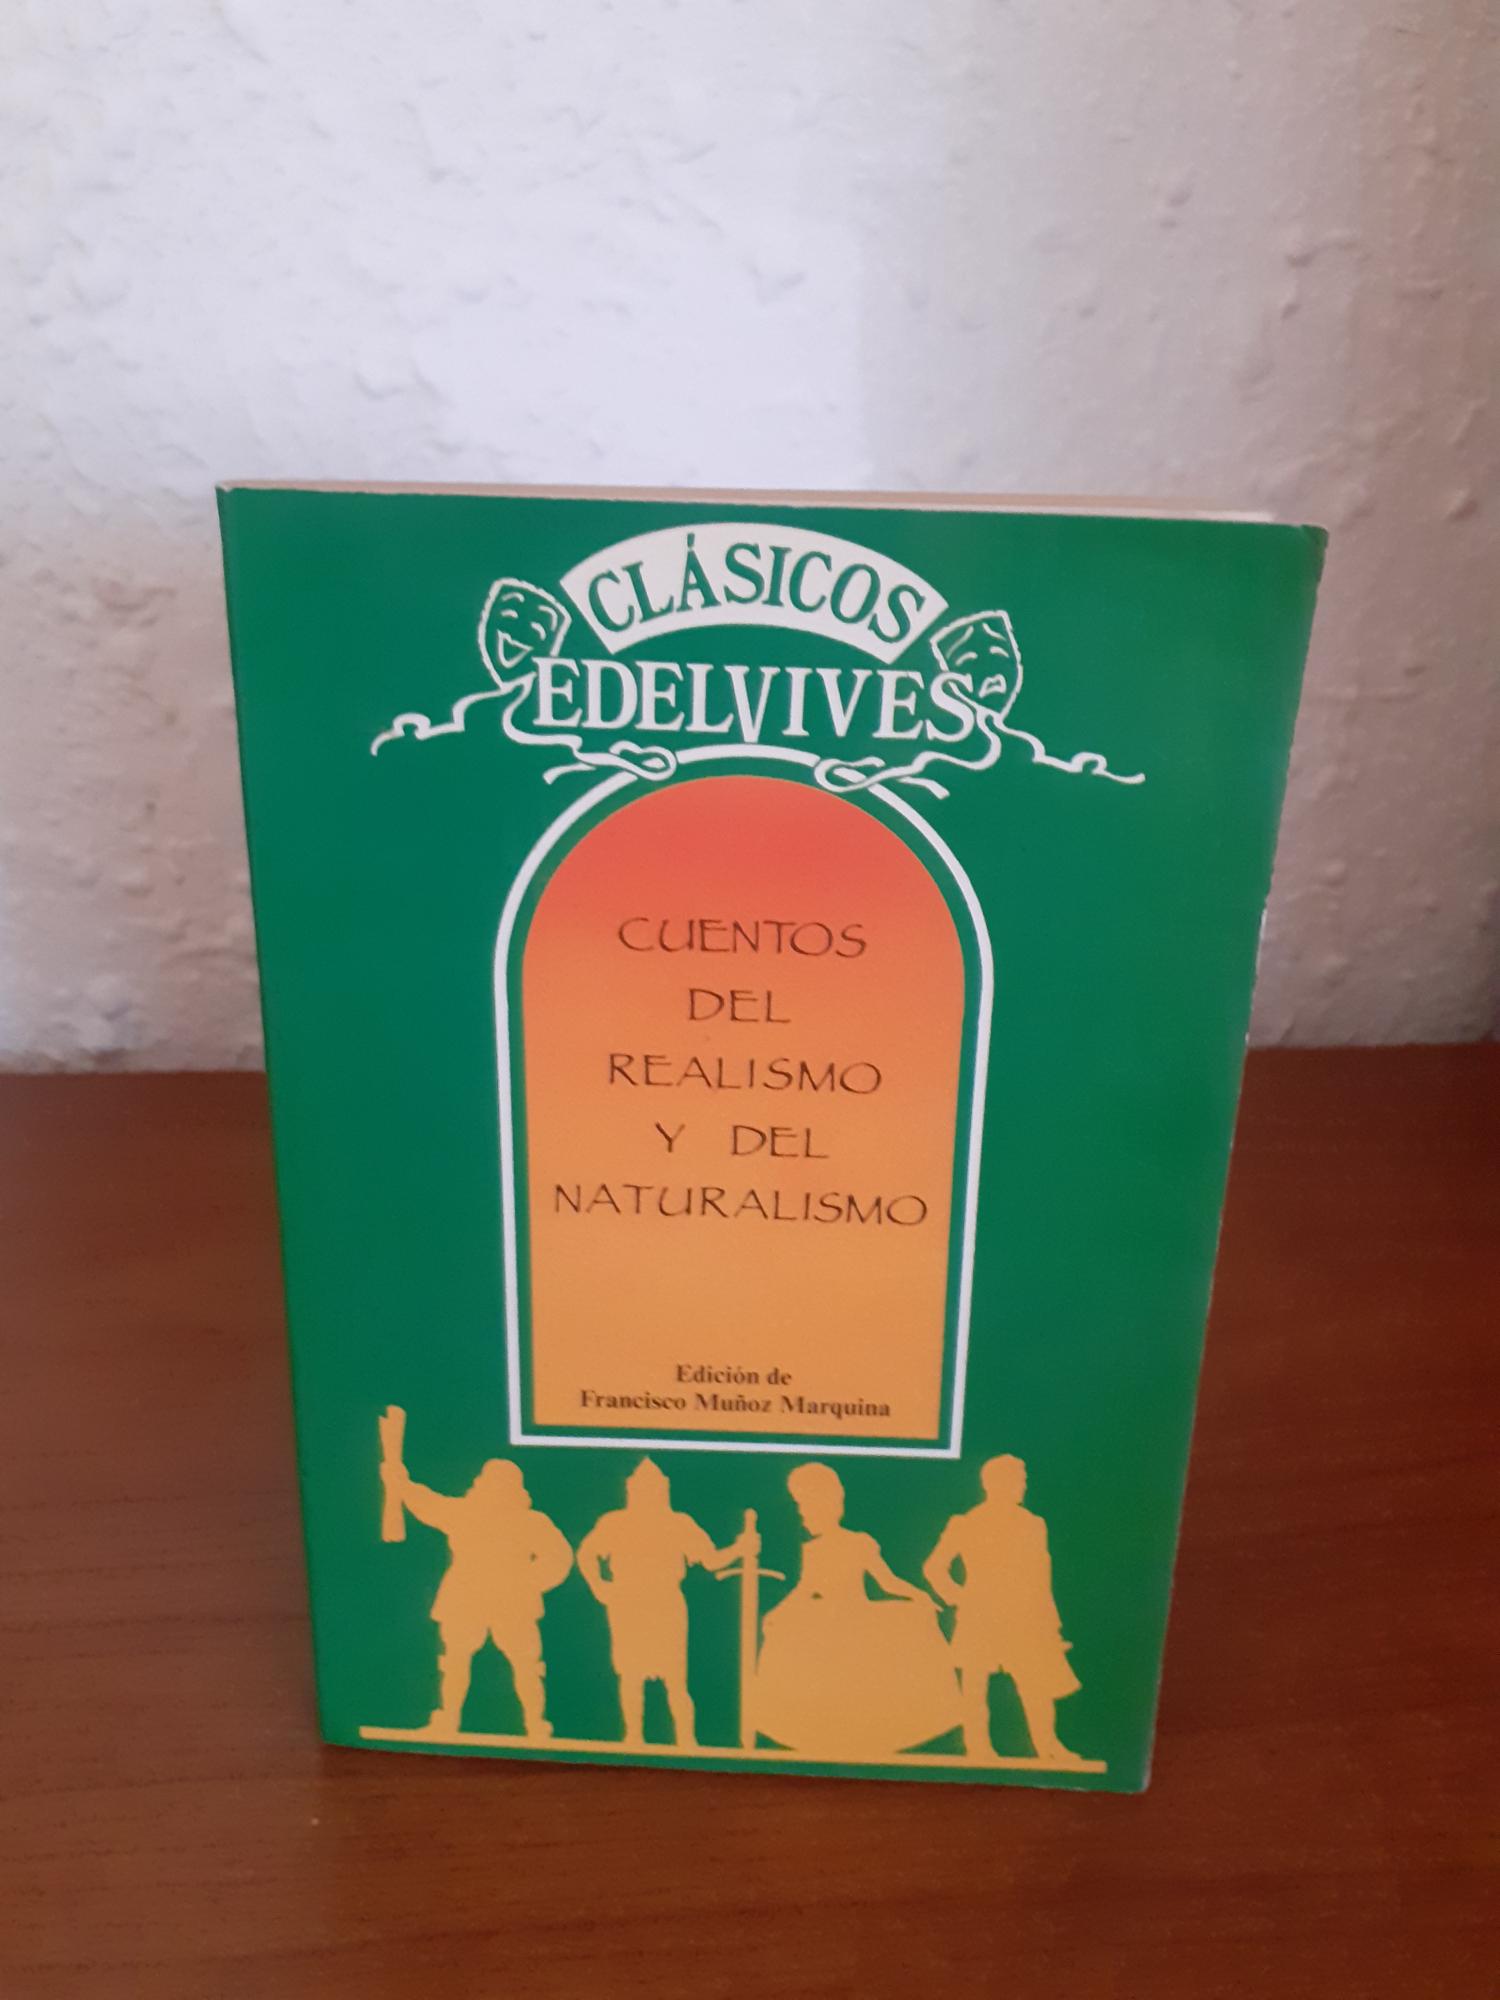 CLÁSICOS
EDELVIVES
CUENTOS
DEL
REALISMO
Y DEL
NATURALISMO
Edición de
Francisco Muñoz Marquina